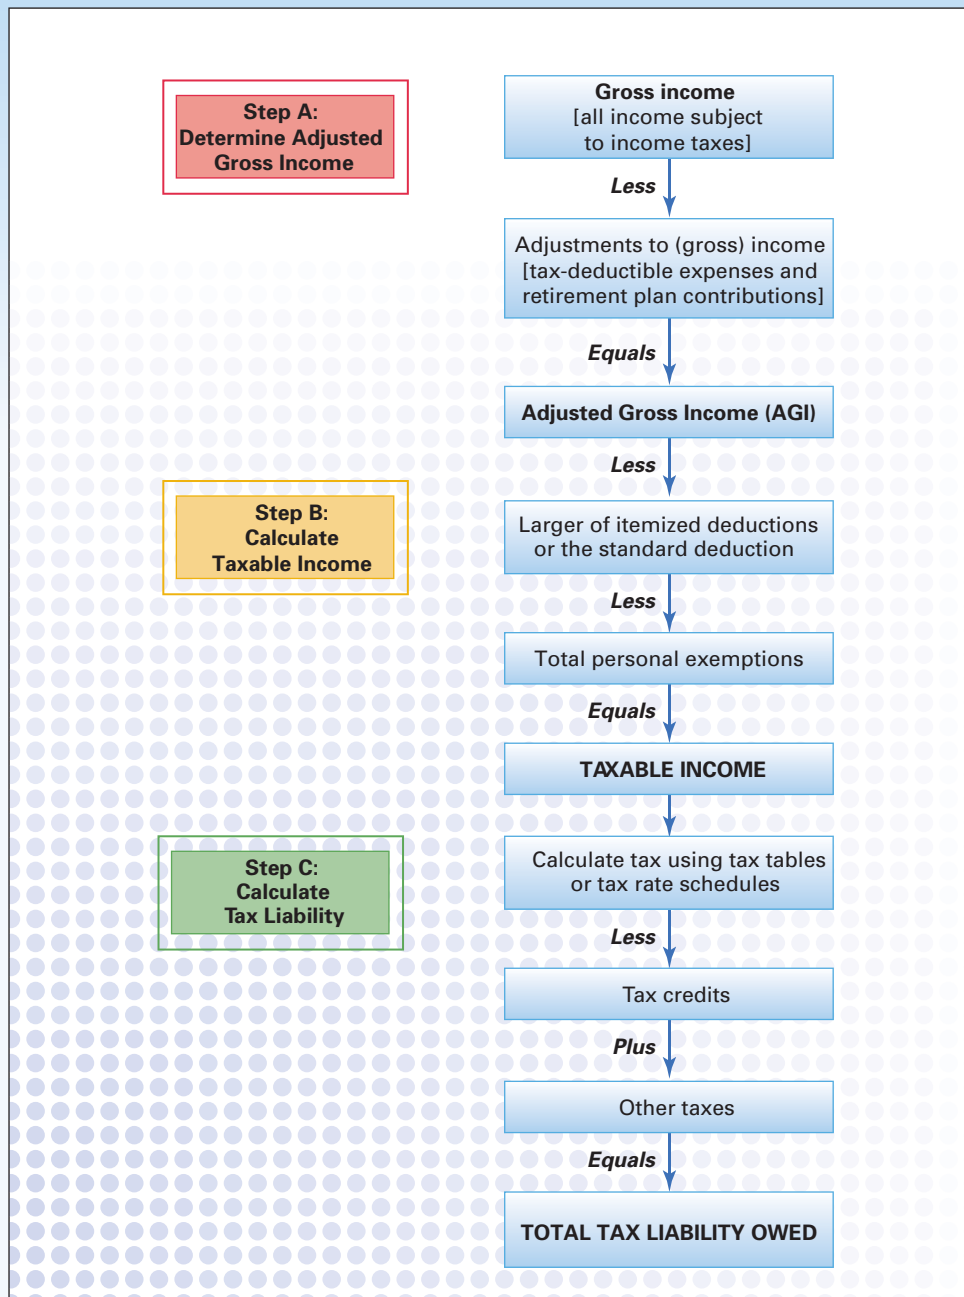 Step A:
Determine Adjusted
Gross Income
Gross income
[all income subject
to income taxes]
Less
Adjustments to (gross) income
[tax-deductible expenses and
retirement plan contributions]
Equals
Adjusted Gross Income (AGI)
Less
Step B:
Calculate
Taxable Income
Larger of itemized deductions
or the standard deduction
Less
Total personal exemptions
Equals
TAXABLE INCOME
Step C:
Calculate
Tax Liability
Calculate tax using tax tables
or tax rate schedules
Less
Tax credits
Plus
Other taxes
Equals
TOTAL TAX LIABILITY OWED